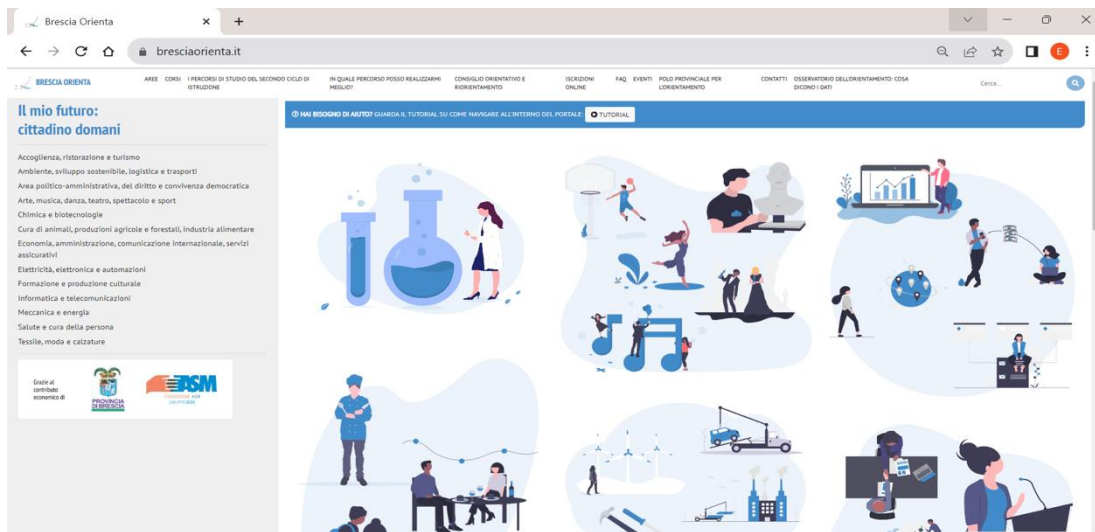 Brescia Orienta
bresciaorienta.it
E
BRESCIA ORIENTA
AREE
CORSI
I PERCORSI DI STUDIO DEL SECONDO CICLO DI
ISTRUZIONE
IN QUALE PERCORSO POSSO REALIZZARMI
MEGLIO?
CONSIGLIO ORIENTATIVO E
RIORIENTAMENTO
ISCRIZIONI
ONLINE
FAQ
EVENTI
POLO PROVINCIALE PER
L'ORIENTAMENTO
CONTATTI
OSSERVATORIO DELL'ORIENTAMENTO: COSA
DICONO I DATI
Cerca...
Il mio futuro:
cittadino domani
Accoglienza, ristorazione e turismo
Ambiente, sviluppo sostenibile, logistica e trasporti
Area politico-amministrativa, del diritto e convivenza democratica
Arte, musica, danza, teatro, spettacolo e sport
Chimica e biotecnologie
Cura di animali, produzioni agricole e forestali, industria alimentare
Economia, amministrazione, comunicazione internazionale, servizi
assicurativi
Elettricità, elettronica e automazioni
Formazione e produzione culturale
Informatica e telecomunicazioni
Meccanica e energia
Salute e cura della persona
Tessile, moda e calzature
Grazie al
contributo
economico di
PROVINCIA
DI BRESCIA
ASM
FONDAZIONE ASM
GRUPPO A2A
HAI BISOGNO DI AIUTO? GUARDA IL TUTORIAL SU COME NAVIGARE ALL'INTERNO DEL PORTALE:
TUTORIAL